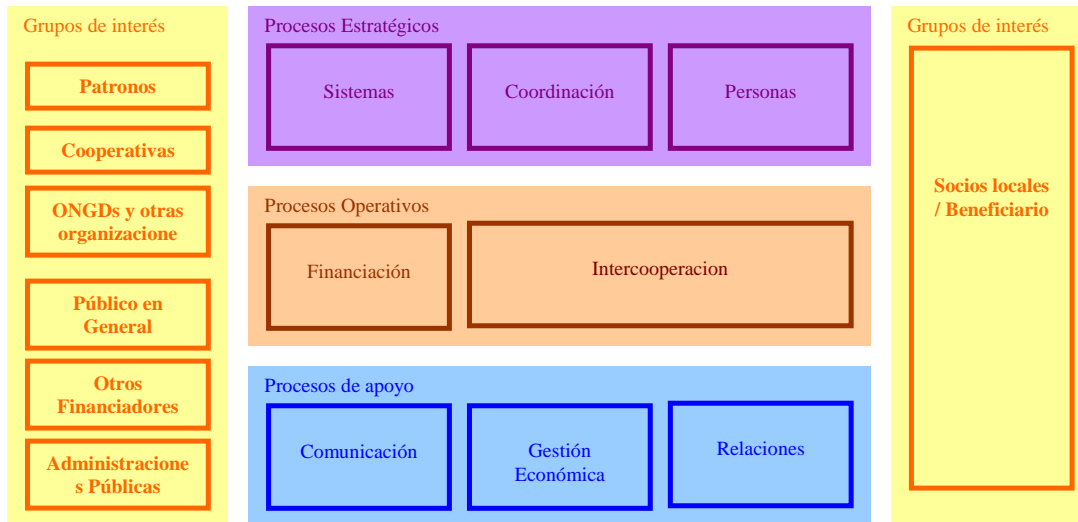 Grupos de interés
Patronos
Cooperativas
ONGDs y otras
organizacione
Público en
General
Otros
Financiadores
Administracione
s Públicas
Procesos Estratégicos
Sistemas
Coordinación
Personas
Procesos Operativos
Financiación
Intercooperacion
Procesos de apoyo
Comunicación
Gestión
Económica
Relaciones
Grupos de interés
Socios locales
/ Beneficiario